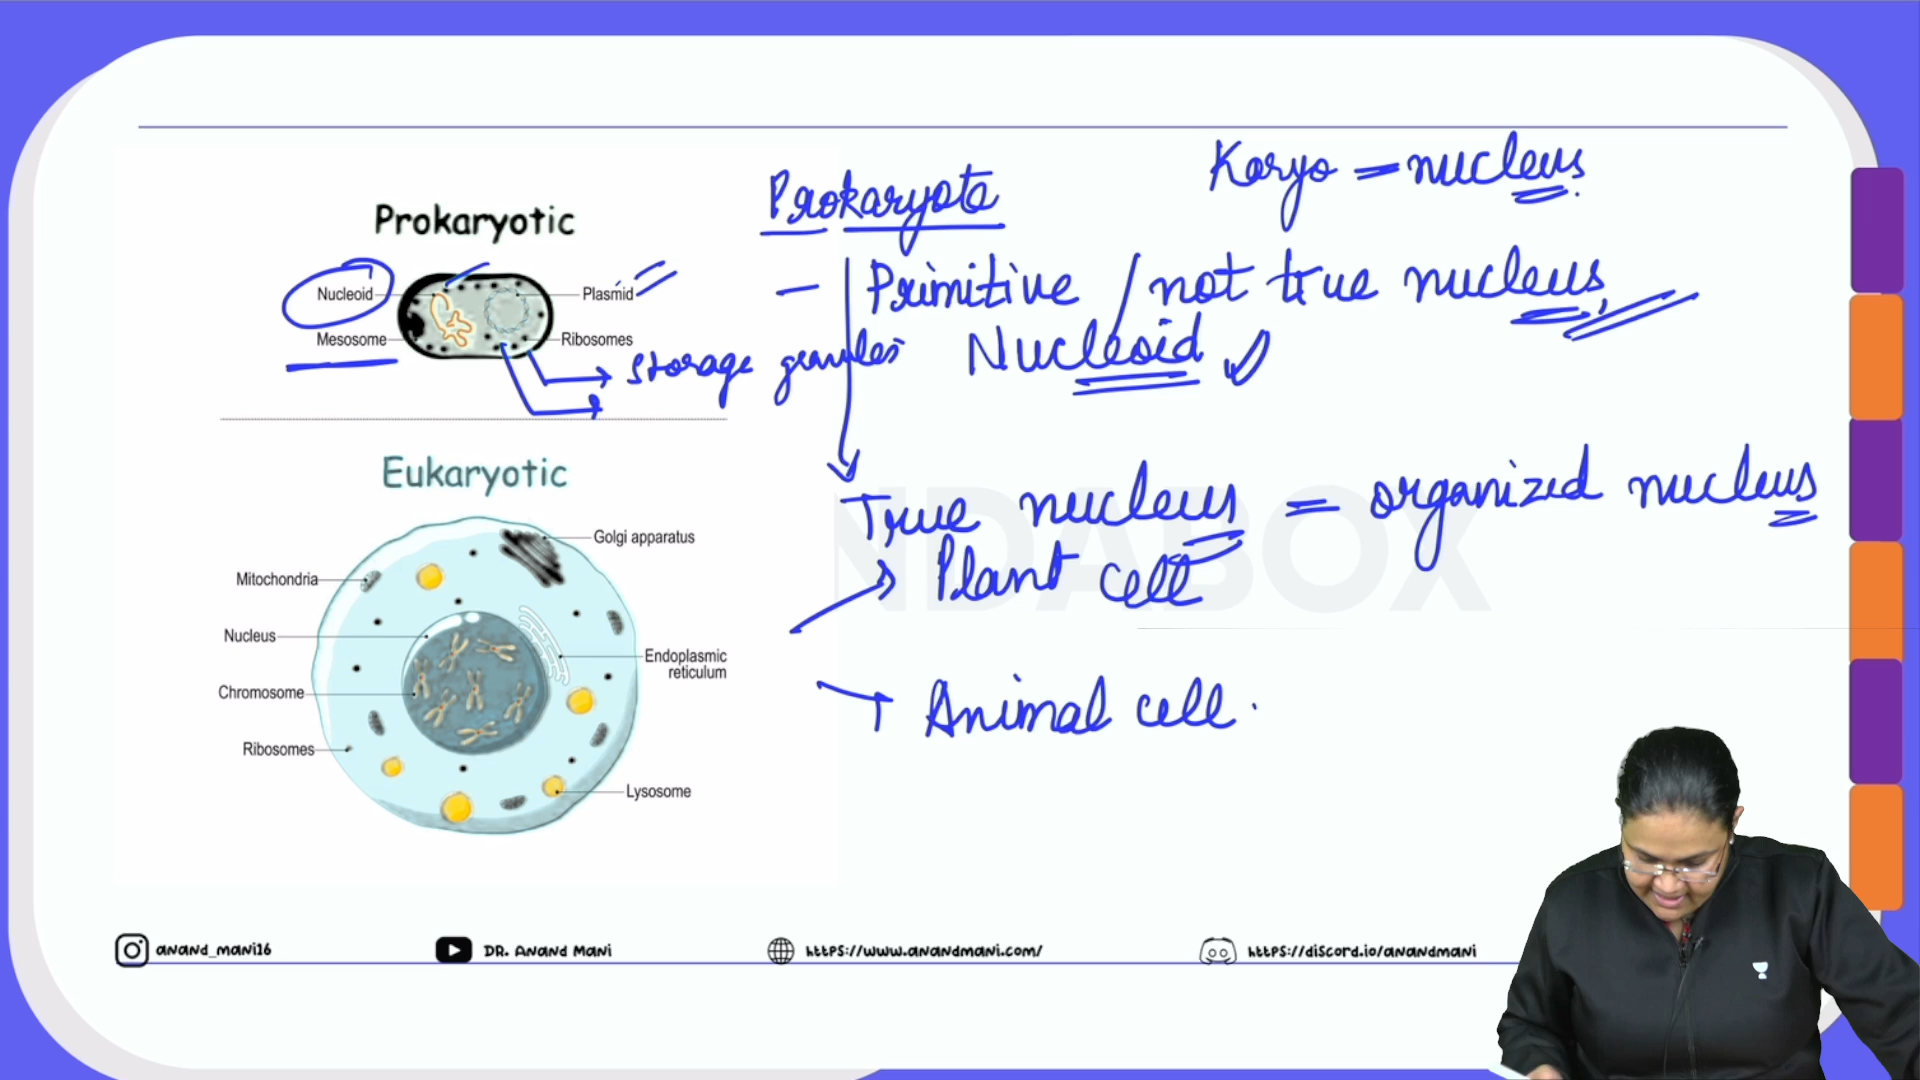 Karyo = nucleus.
Prokaryote
Prokaryotic
Nucleoid
Plasmid
Mesosome
Ribosomes
- Primitive / not true nucleus,
Nucleoid
Storage granules
Eukaryotic
True nucleus = organized nucleus
Plant cell
Animal cell.
Golgi apparatus
Mitochondria
Nucleus
Endoplasmic
reticulum
Chromosome
Ribosomes
Lysosome
NDABOX
anand_mani16
DR. Anand Mani
https://www.anandmani.com/
https://discord.io/anandmani